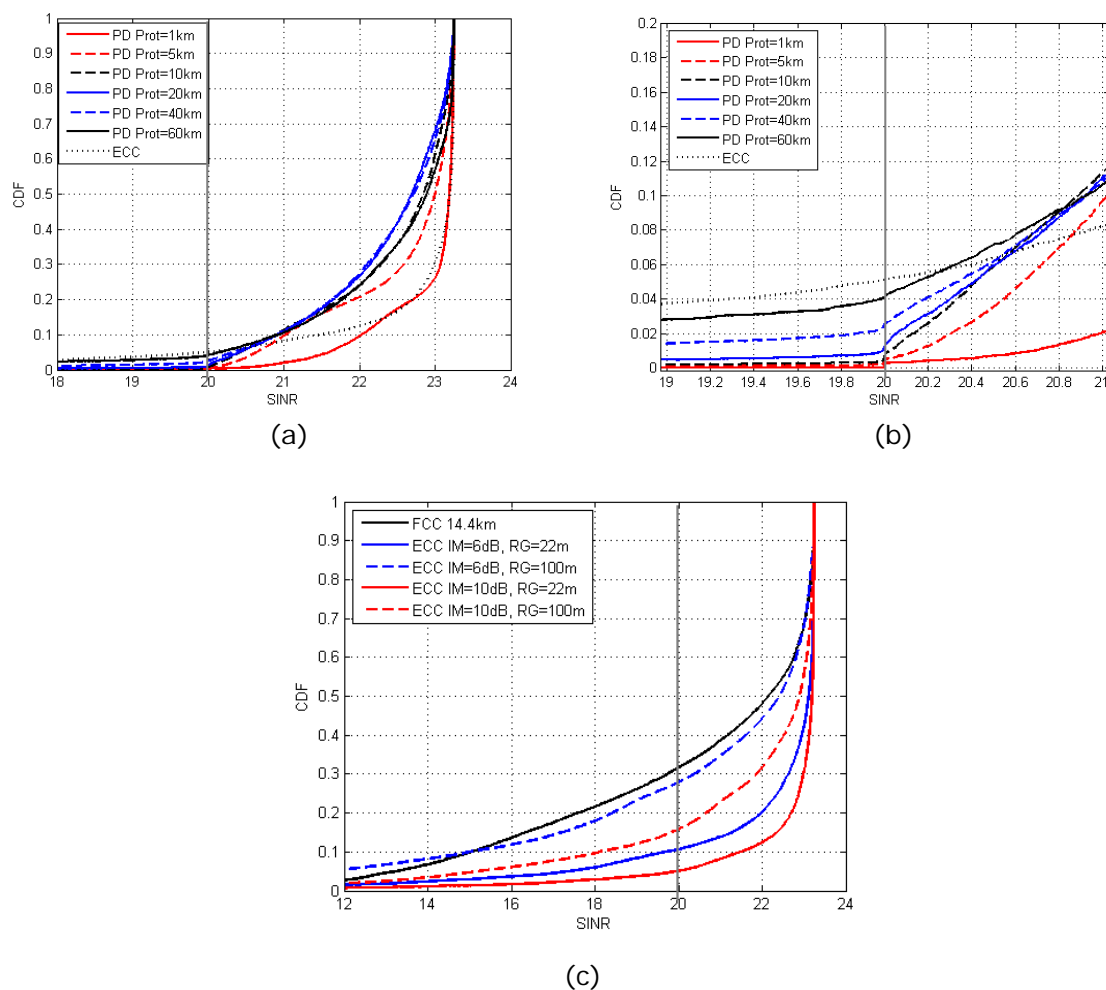 1
0.9
0.8
0.7
0.6
0.5
0.4
0.3
0.2
0.1
0
CDF
PD Prot=1km
PD Prot=5km
PD Prot=10km
PD Prot=20km
PD Prot=40km
PD Prot=60km
ECC
18 19 20 21 22 23 24
SINR
(a)
0.2
0.18
0.16
0.14
0.12
0.1
0.08
0.06
0.04
0.02
0
CDF
PD Prot=1km
PD Prot=5km
PD Prot=10km
PD Prot=20km
PD Prot=40km
PD Prot=60km
ECC
19 19.2 19.4 19.6 19.8 20 20.2 20.4 20.6 20.8 21
SINR
(b)
1
0.9
0.8
0.7
0.6
0.5
0.4
0.3
0.2
0.1
0
CDF
FCC 14.4km
ECC IM=6dB, RG=22m
ECC IM=6dB, RG=100m
ECC IM=10dB, RG=22m
ECC IM=10dB, RG=100m
12 14 16 18 20 22 24
SINR
(c)